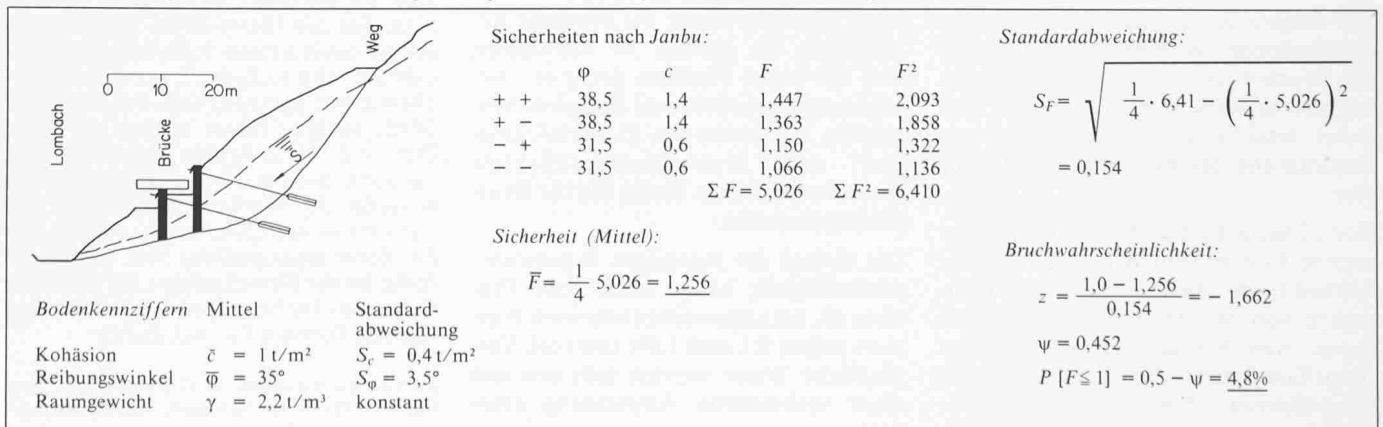 Weg
0 10 20m
Lombach
Brücke
S
Bodenkennziffern Mittel Standard-
abweichung
Kohäsion c̄ = 1 t/m² S_c = 0,4 t/m²
Reibungswinkel φ̄ = 35° S_φ = 3,5°
Raumgewicht γ = 2,2 t/m³ konstant
Sicherheiten nach Janbu:
φ c F F²
+ + 38,5 1,4 1,447 2,093
+ − 38,5 1,4 1,363 1,858
− + 31,5 0,6 1,150 1,322
− − 31,5 0,6 1,066 1,136
Σ F = 5,026 Σ F² = 6,410
Sicherheit (Mittel):
F̄ = 1/4 5,026 = 1,256
Standardabweichung:
S_F = √(1/4 · 6,41 − (1/4 · 5,026)²)
= 0,154
Bruchwahrscheinlichkeit:
z = (1,0 − 1,256)/0,154 = − 1,662
ψ = 0,452
P [F ≦ 1] = 0,5 − ψ = 4,8%